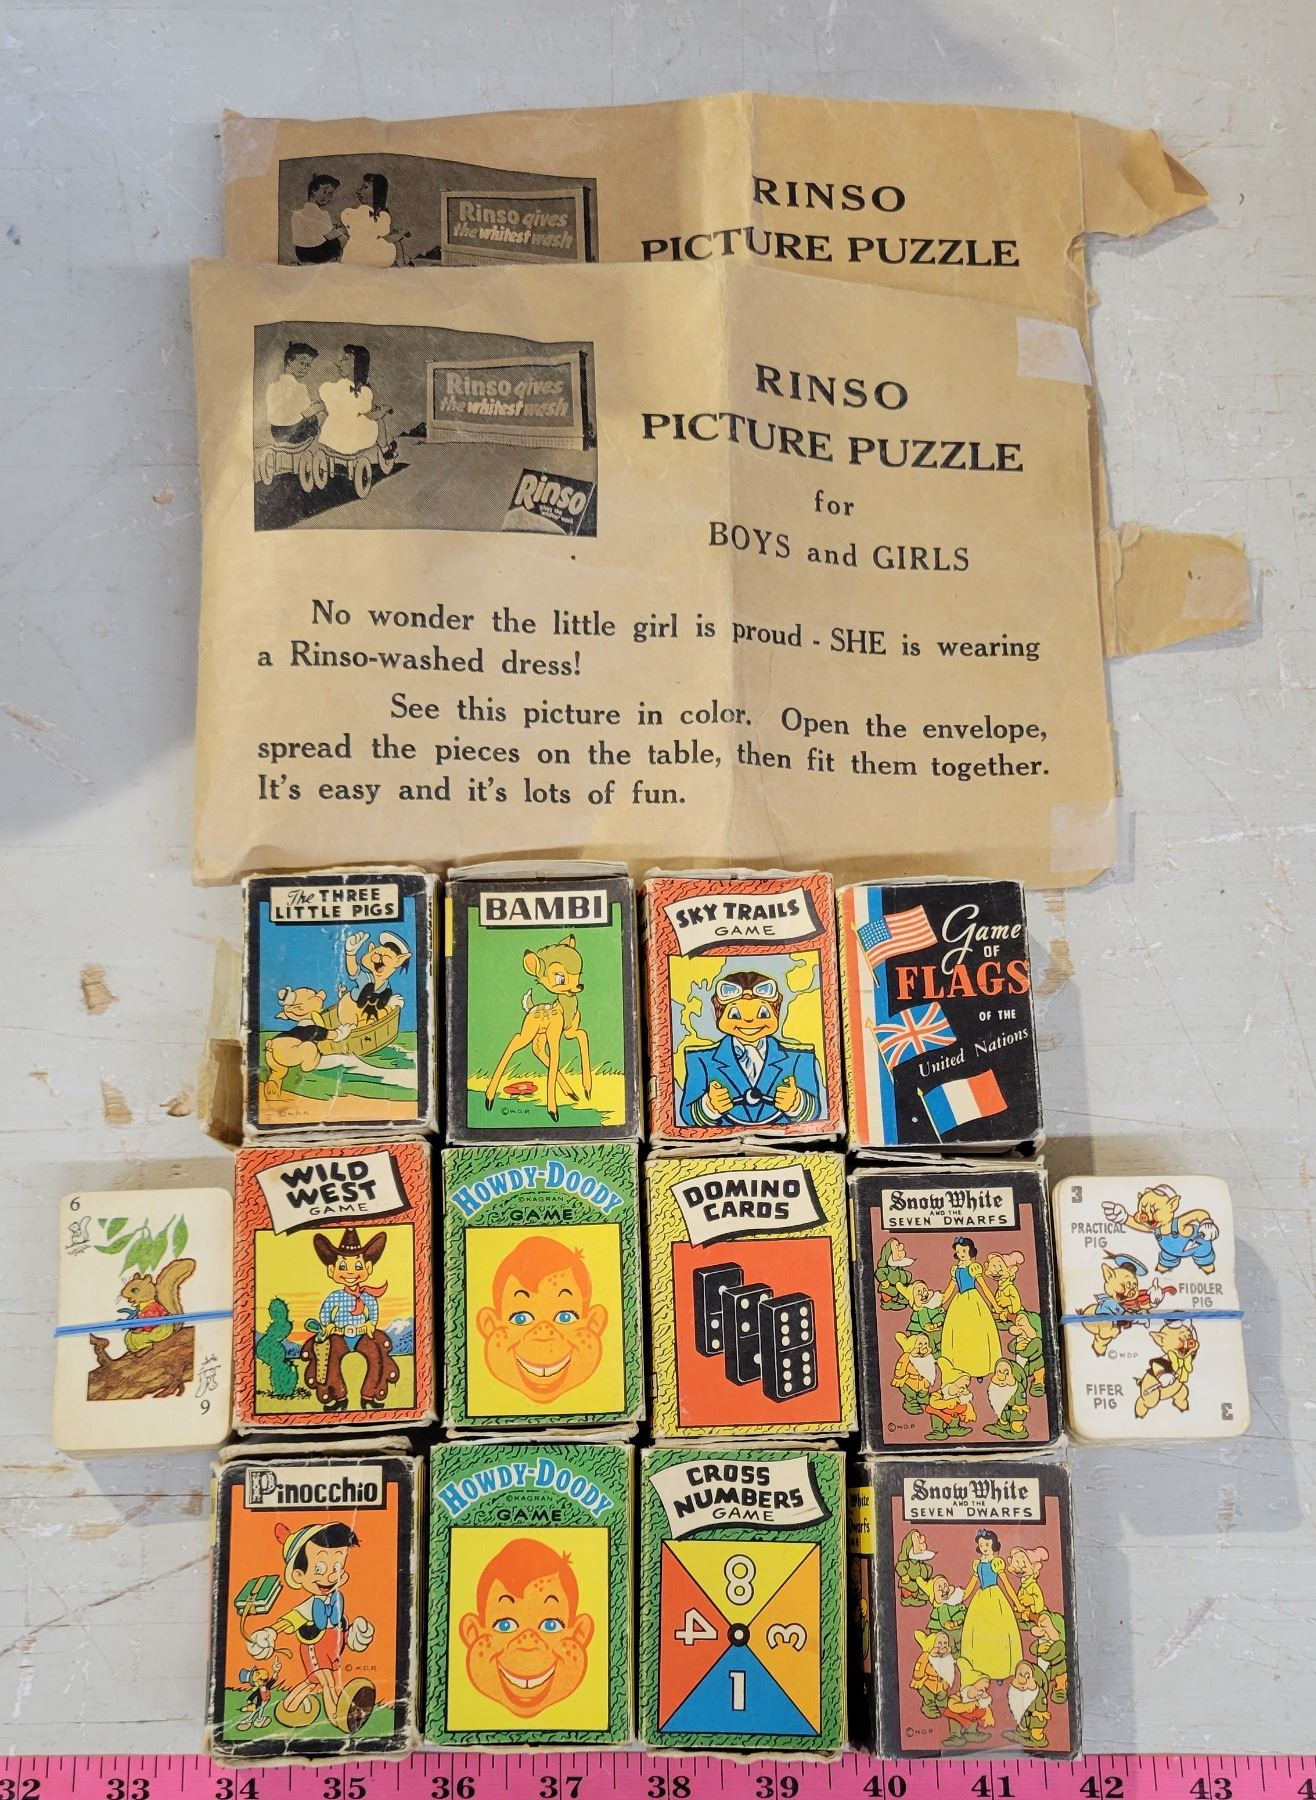 Rinso gives
the whitest wash
RINSO
PICTURE PUZZLE
Rinso gives
the whitest wash
Rinso
RINSO
PICTURE PUZZLE
for
BOYS and GIRLS
No wonder the little girl is proud - SHE is wearing
a Rinso-washed dress!
See this picture in color. Open the envelope,
spread the pieces on the table, then fit them together.
It's easy and it's lots of fun.
The THREE
LITTLE PIGS
© W.D.P.
BAMBI
© W.D.P.
SKY TRAILS
GAME
Game
OF
FLAGS
OF THE
United Nations
6
6
WILD
WEST
GAME
HOWDY-DOODY
© KAGRAN
GAME
DOMINO
CARDS
Snow White
AND THE
SEVEN DWARFS
© W.D.P.
3
PRACTICAL
PIG
FIDDLER
PIG
© W.D.P.
FIFER
PIG
3
Pinocchio
© W.D.P.
HOWDY-DOODY
© KAGRAN
GAME
CROSS
NUMBERS
GAME
8
4
3
1
White
Dwarfs
Snow White
AND THE
SEVEN DWARFS
© W.D.P.
32 33 34 35 36 37 38 39 40 41 42 43